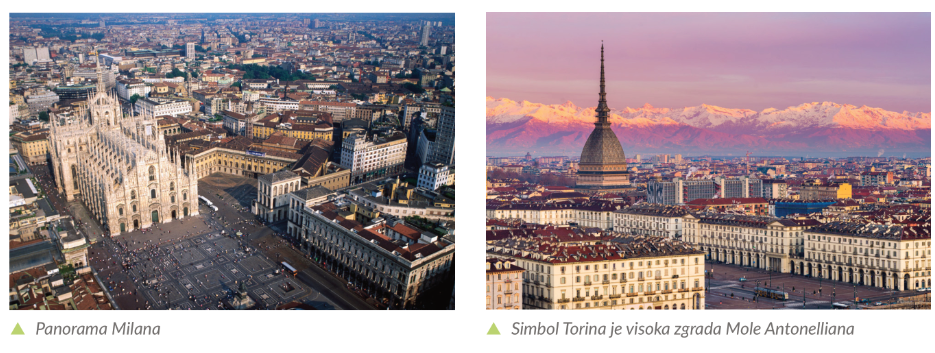 Panorama Milana
Simbol Torina je visoka zgrada Mole Antonelliana